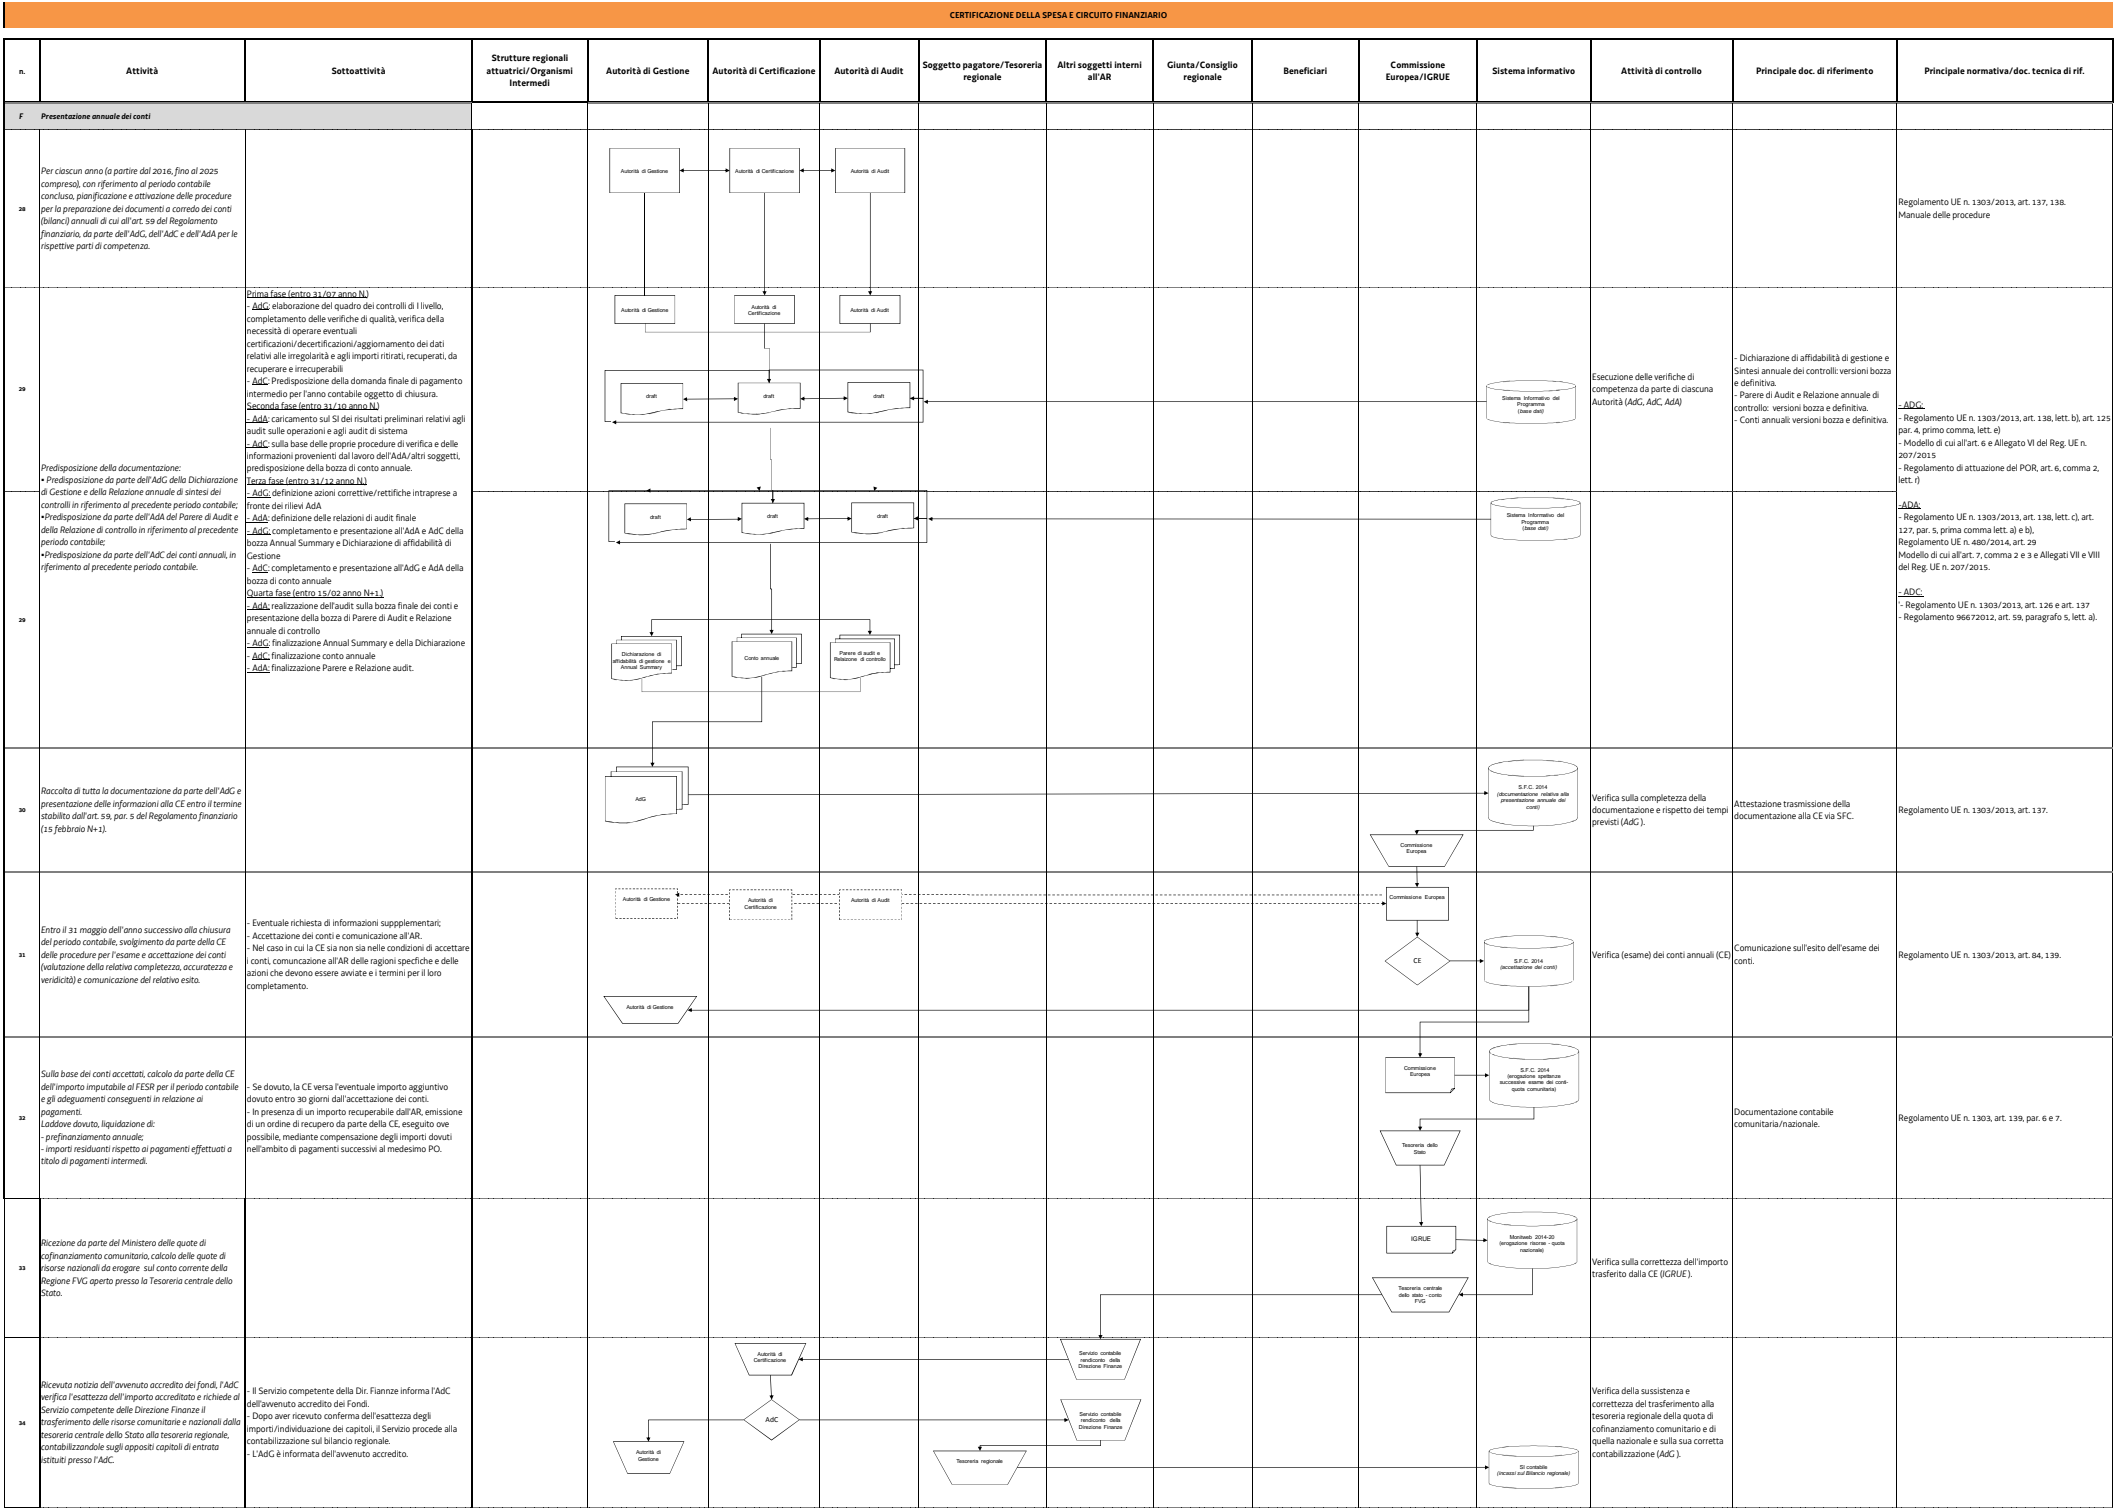 CERTIFICAZIONE DELLA SPESA E CIRCUITO FINANZIARIO
n.
Attività
Sottoattività
Strutture regionali
attuatrici/Organismi
Intermedi
Autorità di Gestione
Autorità di Certificazione
Autorità di Audit
Soggetto pagatore/Tesoreria
regionale
Altri soggetti interni
all'AR
Giunta/Consiglio
regionale
Beneficiari
Commissione
Europea/IGRUE
Sistema informativo
Attività di controllo
Principale doc. di riferimento
Principale normativa/doc. tecnica di rif.
F
Presentazione annuale dei conti
28
Per ciascun anno (a partire dal 2016, fino al 2025
compreso), con riferimento al periodo contabile
concluso, pianificazione e attivazione delle procedure
per la preparazione dei documenti a corredo dei conti
(bilanci) annuali di cui all'art. 59 del Regolamento
finanziario, da parte dell'AdG, dell'AdC e dell'AdA per le
rispettive parti di competenza.
Autorità di Gestione
Autorità di Certificazione
Autorità di Audit
Regolamento UE n. 1303/2013, art. 137, 138.
Manuale delle procedure
29
29
Predisposizione della documentazione:
• Predisposizione da parte dell'AdG della Dichiarazione
di Gestione e della Relazione annuale di sintesi dei
controlli in riferimento al precedente periodo contabile;
•Predisposizione da parte dell'AdA del Parere di Audit e
della Relazione di controllo in riferimento al precedente
periodo contabile;
•Predisposizione da parte dell'AdC dei conti annuali, in
riferimento al precedente periodo contabile.
Prima fase (entro 31/07 anno N.)
- AdG: elaborazione del quadro dei controlli di I livello,
completamento delle verifiche di qualità, verifica della
necessità di operare eventuali
certificazioni/decertificazioni/aggiornamento dei dati
relativi alle irregolarità e agli importi ritirati, recuperati, da
recuperare e irrecuperabili
- AdC: Predisposizione della domanda finale di pagamento
intermedio per l'anno contabile oggetto di chiusura.
Seconda fase (entro 31/10 anno N.)
- AdA: caricamento sul SI dei risultati preliminari relativi agli
audit sulle operazioni e agli audit di sistema
- AdC: sulla base delle proprie procedure di verifica e delle
informazioni provenienti dal lavoro dell'AdA/altri soggetti,
predisposizione della bozza di conto annuale.
Terza fase (entro 31/12 anno N.)
- AdG: definizione azioni correttive/rettifiche intraprese a
fronte dei rilievi AdA
- AdA: definizione delle relazioni di audit finale
- AdG: completamento e presentazione all'AdA e AdC della
bozza Annual Summary e Dichiarazione di affidabilità di
Gestione
- AdC: completamento e presentazione all'AdG e AdA della
bozza di conto annuale
Quarta fase (entro 15/02 anno N+1.)
- AdA: realizzazione dell'audit sulla bozza finale dei conti e
presentazione della bozza di Parere di Audit e Relazione
annuale di controllo
- AdG: finalizzazione Annual Summary e della Dichiarazione
- AdC: finalizzazione conto annuale
- AdA: finalizzazione Parere e Relazione audit.
Autorità di Gestione
Autorità di
Certificazione
Autorità di Audit
draft
draft
draft
Sistema Informativo del
Programma
(base dati)
draft
draft
draft
Sistema Informativo del
Programma
(base dati)
Dichiarazione di
affidabilità di gestione e
Annual Summary
Conto annuale
Parere di audit e
Relaizone di controllo
Esecuzione delle verifiche di
competenza da parte di ciascuna
Autorità (AdG, AdC, AdA)
- Dichiarazione di affidabilità di gestione e
Sintesi annuale dei controlli: versioni bozza
e definitiva.
- Parere di Audit e Relazione annuale di
controllo: versioni bozza e definitiva.
- Conti annuali: versioni bozza e definitiva.
- ADG:
- Regolamento UE n. 1303/2013, art. 138, lett. b), art. 125
par. 4, primo comma, lett. e)
- Modello di cui all'art. 6 e Allegato VI del Reg. UE n.
207/2015
- Regolamento di attuazione del POR, art. 6, comma 2,
lett. r)
-ADA:
- Regolamento UE n. 1303/2013, art. 138, lett. c), art.
127, par. 5, prima comma lett. a) e b),
Regolamento UE n. 480/2014, art. 29
Modello di cui all'art. 7, comma 2 e 3 e Allegati VII e VIII
del Reg. UE n. 207/2015.
- ADC:
'- Regolamento UE n. 1303/2013, art. 126 e art. 137
- Regolamento 96672012, art. 59, paragrafo 5, lett. a).
30
Raccolta di tutta la documentazione da parte dell'AdG e
presentazione delle informazioni alla CE entro il termine
stabilito dall'art. 59, par. 5 del Regolamento finanziario
(15 febbraio N+1).
AdG
S.F.C. 2014
(documentazione relativa alla
presentazione annuale dei
conti)
Commissione
Europea
Verifica sulla completezza della
documentazione e rispetto dei tempi
previsti (AdG ).
Attestazione trasmissione della
documentazione alla CE via SFC.
Regolamento UE n. 1303/2013, art. 137.
31
Entro il 31 maggio dell'anno successivo alla chiusura
del periodo contabile, svolgimento da parte della CE
delle procedure per l'esame e accettazione dei conti
(valutazione della relativa completezza, accuratezza e
veridicità) e comunicazione del relativo esito.
- Eventuale richiesta di informazioni suppplementari;
- Accettazione dei conti e comunicazione all'AR.
- Nel caso in cui la CE sia non sia nelle condizioni di accettare
i conti, comuncazione all'AR delle ragioni specfiche e delle
azioni che devono essere avviate e i termini per il loro
completamento.
Autorità di Gestione
Autorità di
Certificazione
Autorità di Audit
Commissione Europea
CE
S.F.C. 2014
(accettazione dei conti)
Autorità di Gestione
Verifica (esame) dei conti annuali (CE)
Comunicazione sull'esito dell'esame dei
conti.
Regolamento UE n. 1303/2013, art. 84, 139.
32
Sulla base dei conti accettati, calcolo da parte della CE
dell'importo imputabile al FESR per il periodo contabile
e gli adeguamenti conseguenti in relazione ai
pagamenti.
Laddove dovuto, liquidazione di:
- prefinanziamento annuale;
- importi residuanti rispetto ai pagamenti effettuati a
titolo di pagamenti intermedi.
- Se dovuto, la CE versa l'eventuale importo aggiuntivo
dovuto entro 30 giorni dall'accettazione dei conti.
- In presenza di un importo recuperabile dall'AR, emissione
di un ordine di recupero da parte della CE, eseguito ove
possibile, mediante compensazione degli importi dovuti
nell'ambito di pagamenti successivi al medesimo PO.
Commissione
Europea
S.F.C. 2014
(erogazione spettanze
successive esame dei conti-
quota comunitaria)
Tesoreria dello
Stato
Documentazione contabile
comunitaria/nazionale.
Regolamento UE n. 1303, art. 139, par. 6 e 7.
33
Ricezione da parte del Ministero delle quote di
cofinanziamento comunitario, calcolo delle quote di
risorse nazionali da erogare sul conto corrente della
Regione FVG aperto presso la Tesoreria centrale dello
Stato.
IGRUE
Monitweb 2014-20
(erogazione risorse - quota
nazionale)
Tesoreria centrale
dello stato - conto
FVG
Verifica sulla correttezza dell'importo
trasferito dalla CE (IGRUE ).
34
Ricevuta notizia dell'avvenuto accredito dei fondi, l'AdC
verifica l'esattezza dell'importo accreditato e richiede al
Servizio competente delle Direzione Finanze il
trasferimento delle risorse comunitarie e nazionali dalla
tesoreria centrale dello Stato alla tesoreria regionale,
contabilizzandole sugli appositi capitoli di entrata
istituiti presso l'AdC.
- Il Servizio competente della Dir. Fiannze informa l'AdC
dell'avvenuto accredito dei Fondi.
- Dopo aver ricevuto conferma dell'esattezza degli
importi/individuazione dei capitoli, il Servizio procede alla
contabilizzazione sul bilancio regionale.
- L'AdG è informata dell'avvenuto accredito.
Autorità di
Certificazione
Servizio contabile
rendiconto della
Direzione Finanze
AdC
Servizio contabile
rendiconto della
Direzione Finanze
Autorità di
Gestione
Tesoreria regionale
SI contabile
(incassi sul Bilancio regionale)
Verifica della sussistenza e
correttezza del trasferimento alla
tesoreria regionale della quota di
cofinanziamento comunitario e di
quella nazionale e sulla sua corretta
contabilizzazione (AdG ).